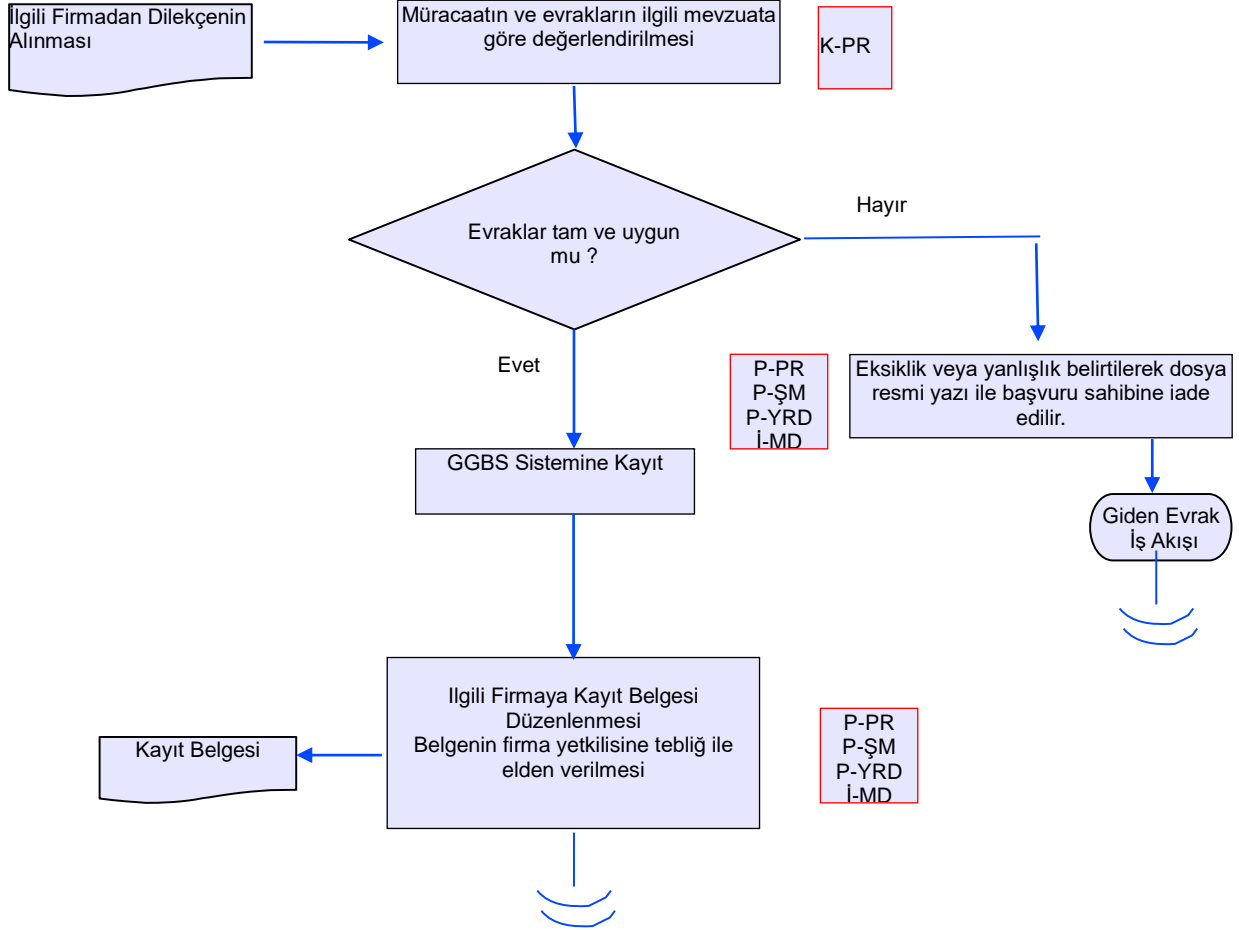 İlgili Firmadan Dilekçenin
Alınması
Müracaatın ve evrakların ilgili mevzuata
göre değerlendirilmesi
K-PR
Evraklar tam ve uygun
mu ?
Hayır
Evet
P-PR
P-ŞM
P-YRD
İ-MD
Eksiklik veya yanlışlık belirtilerek dosya
resmi yazı ile başvuru sahibine iade
edilir.
GGBS Sistemine Kayıt
Giden Evrak
İş Akışı
Ilgili Firmaya Kayıt Belgesi
Düzenlenmesi
Belgenin firma yetkilisine tebliğ ile
elden verilmesi
Kayıt Belgesi
P-PR
P-ŞM
P-YRD
İ-MD